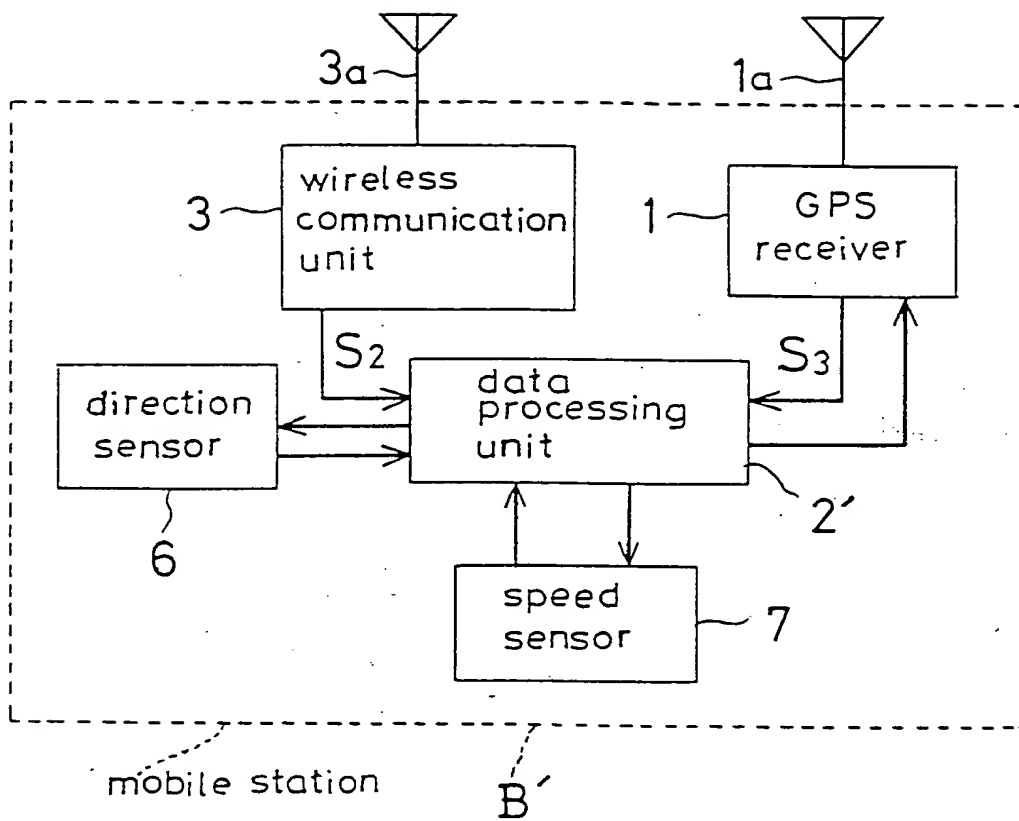 3a
1a
wireless
communication
unit
3
GPS
receiver
1
S2
S3
direction
sensor
data
processing
unit
6
2′
speed
sensor
7
mobile station
B′